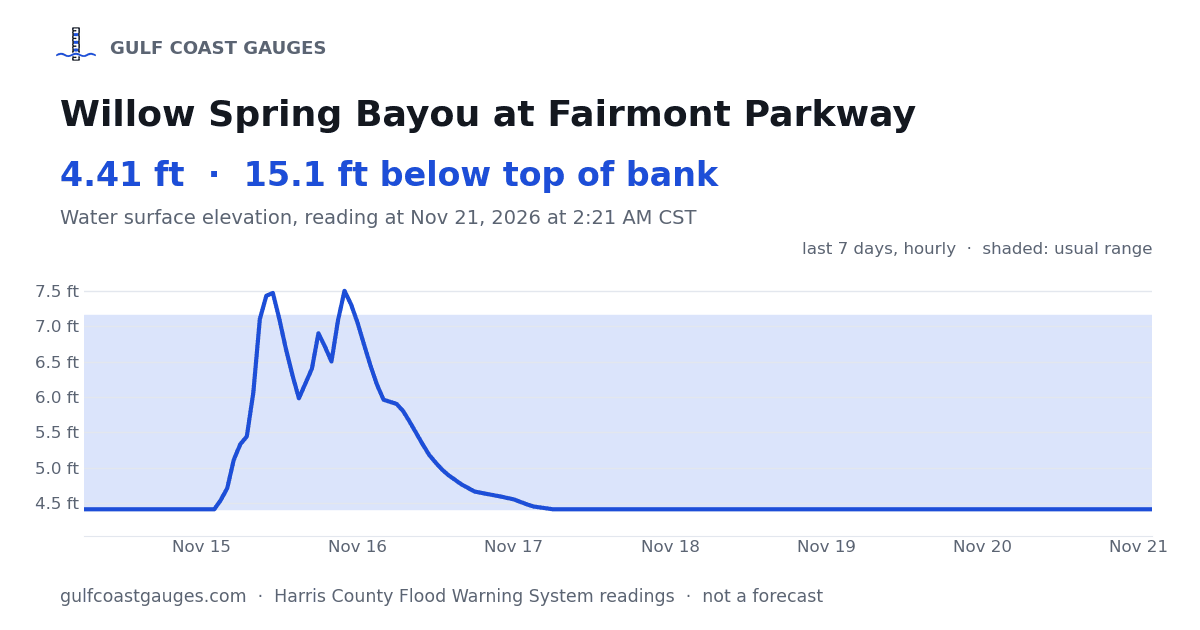 GULF COAST GAUGES
Willow Spring Bayou at Fairmont Parkway
4.41 ft · 15.1 ft below top of bank
Water surface elevation, reading at Nov 21, 2026 at 2:21 AM CST
last 7 days, hourly · shaded: usual range
7.5 ft
7.0 ft
6.5 ft
6.0 ft
5.5 ft
5.0 ft
4.5 ft
Nov 15 Nov 16 Nov 17 Nov 18 Nov 19 Nov 20 Nov 21
gulfcoastgauges.com · Harris County Flood Warning System readings · not a forecast